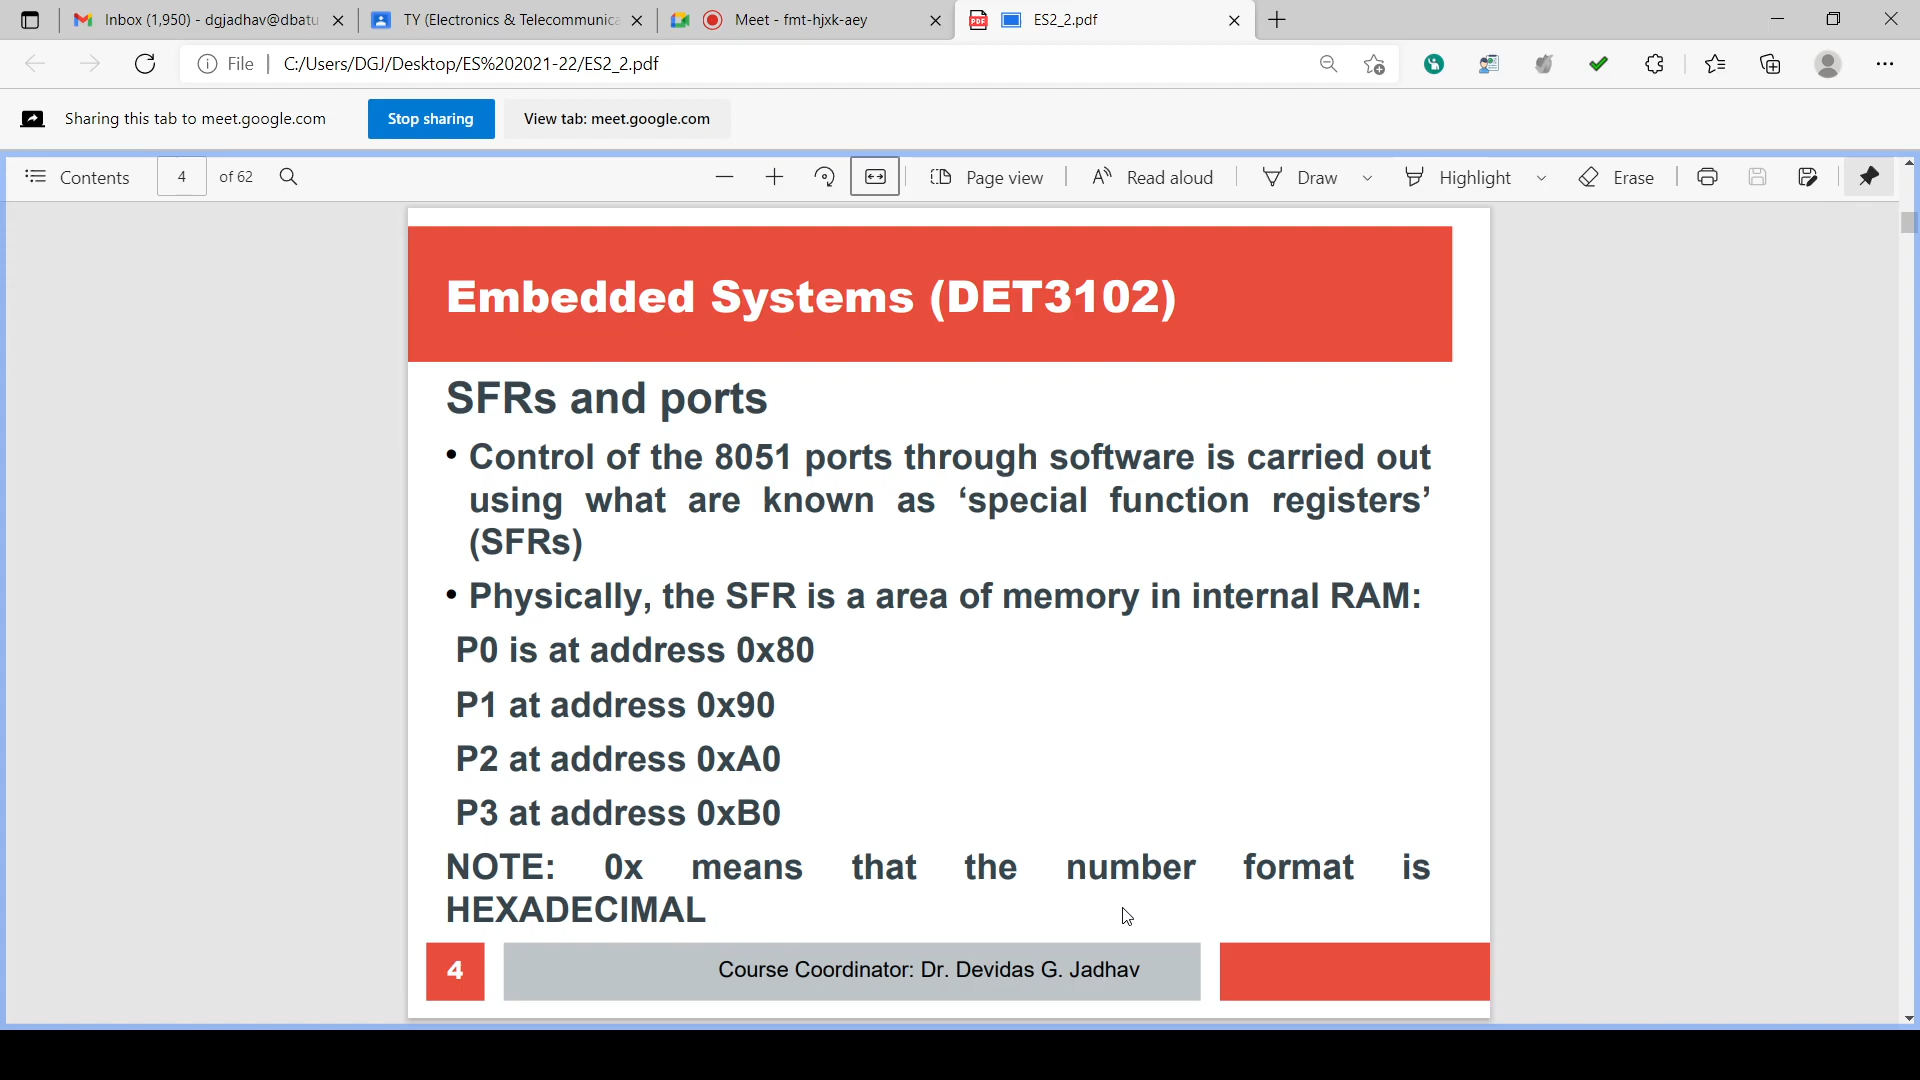 Inbox (1,950) - dgjadhav@dbatu
TY (Electronics & Telecommunica
Meet - fmt-hjxk-aey
ES2_2.pdf
File
C:/Users/DGJ/Desktop/ES%202021-22/ES2_2.pdf
Sharing this tab to meet.google.com
Stop sharing
View tab: meet.google.com
Contents
4
of 62
Page view
Read aloud
Draw
Highlight
Erase
Embedded Systems (DET3102)
SFRs and ports
• Control of the 8051 ports through software is carried out
using what are known as ‘special function registers’
(SFRs)
• Physically, the SFR is a area of memory in internal RAM:
P0 is at address 0x80
P1 at address 0x90
P2 at address 0xA0
P3 at address 0xB0
NOTE: 0x means that the number format is
HEXADECIMAL
4
Course Coordinator: Dr. Devidas G. Jadhav